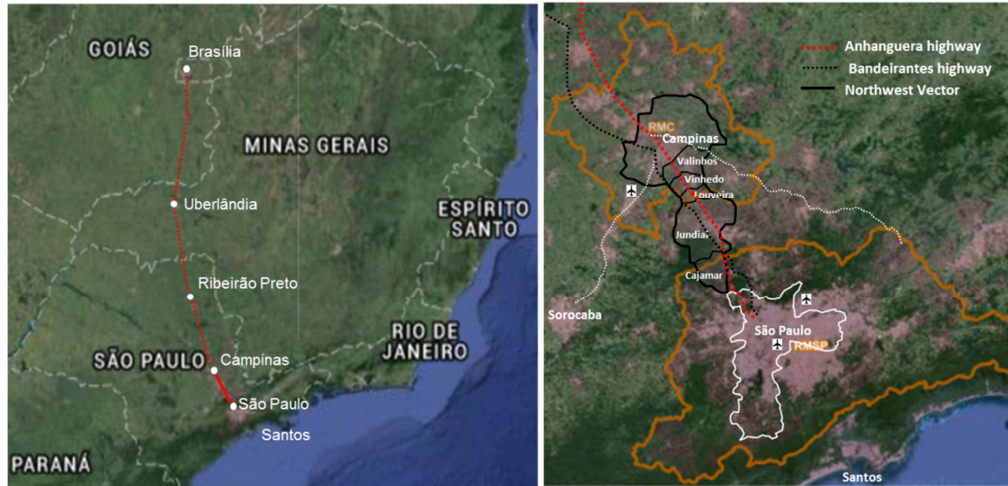 GOIÁS
Brasília
MINAS GERAIS
Uberlândia
ESPÍRITO
SANTO
Ribeirão Preto
RIO DE
JANEIRO
SÃO PAULO
Campinas
São Paulo
Santos
PARANÁ
Anhanguera highway
Bandeirantes highway
Northwest Vector
RMC
Campinas
Valinhos
Vinhedo
Louveira
Jundiaí
Cajamar
Sorocaba
São Paulo
RMSP
Santos